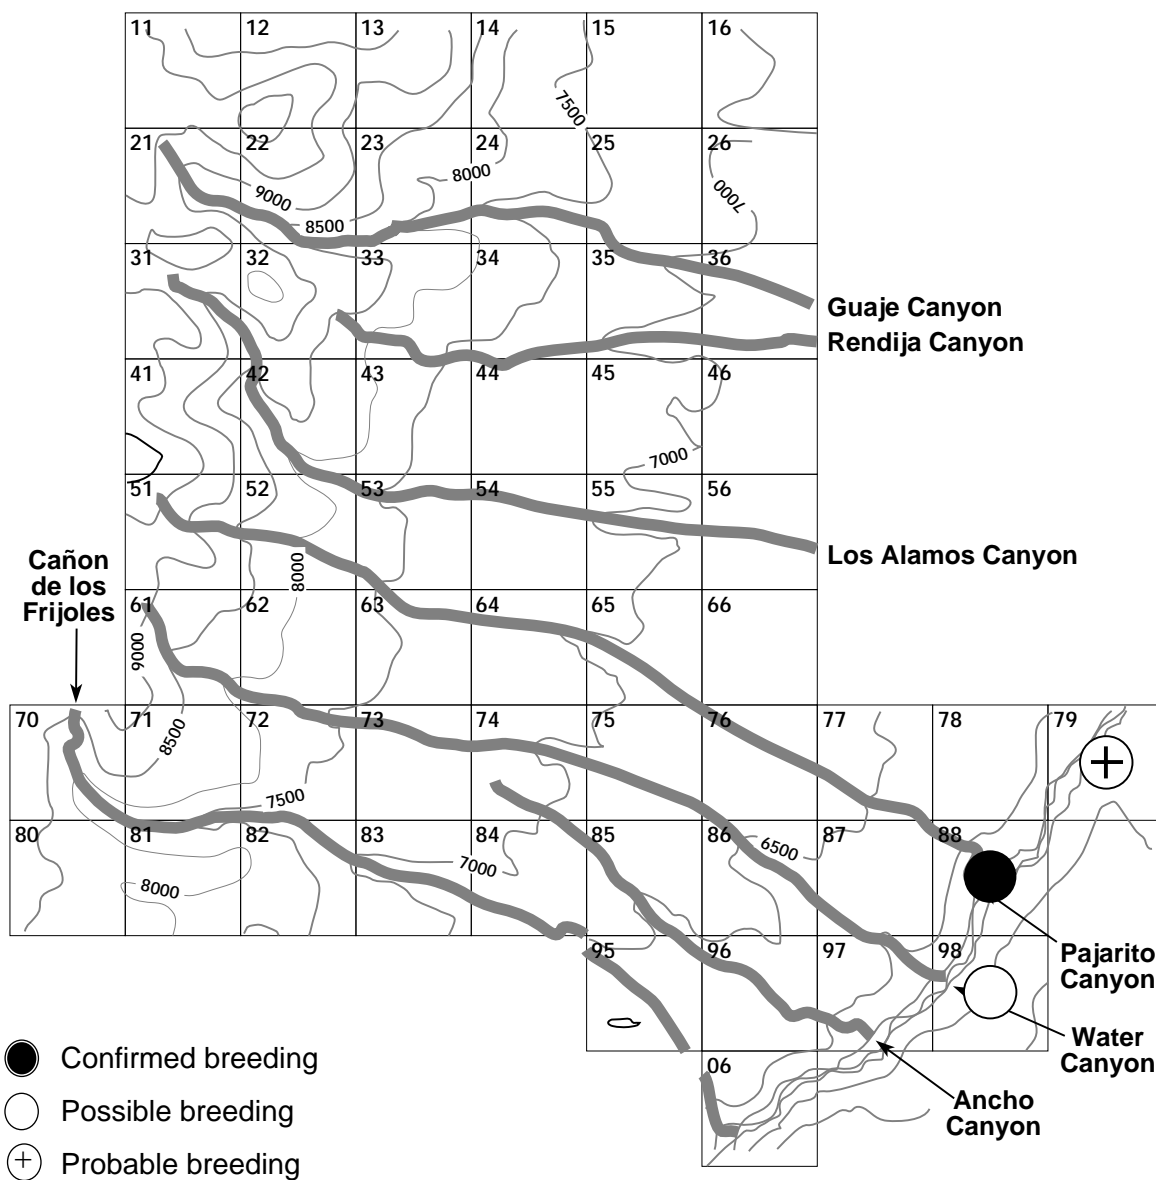 11 12 13 14 15 16
7500
21 22 23 24 25 26
8000
9000
7000
8500
31 32 33 34 35 36
Guaje Canyon
Rendija Canyon
41 42 43 44 45 46
7000
51 52 53 54 55 56
Los Alamos Canyon
Cañon
de los
Frijoles
8000
61 62 63 64 65 66
9000
70 71 72 73 74 75 76 77 78 79
8500
7500
80 81 82 83 84 85 86 87 88
6500
7000
8000
95 96 97 98
Pajarito
Canyon
Water
Canyon
06
Ancho
Canyon
Confirmed breeding
Possible breeding
Probable breeding